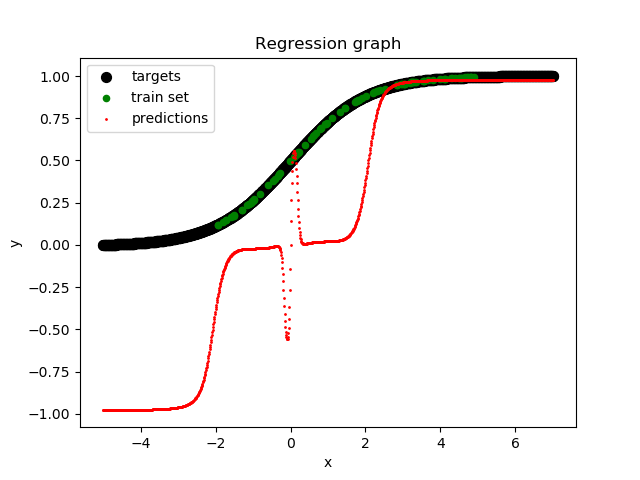 Regression graph
targets
train set
predictions
1.00
0.75
0.50
0.25
0.00
−0.25
−0.50
−0.75
−1.00
y
−4 −2 0 2 4 6
x